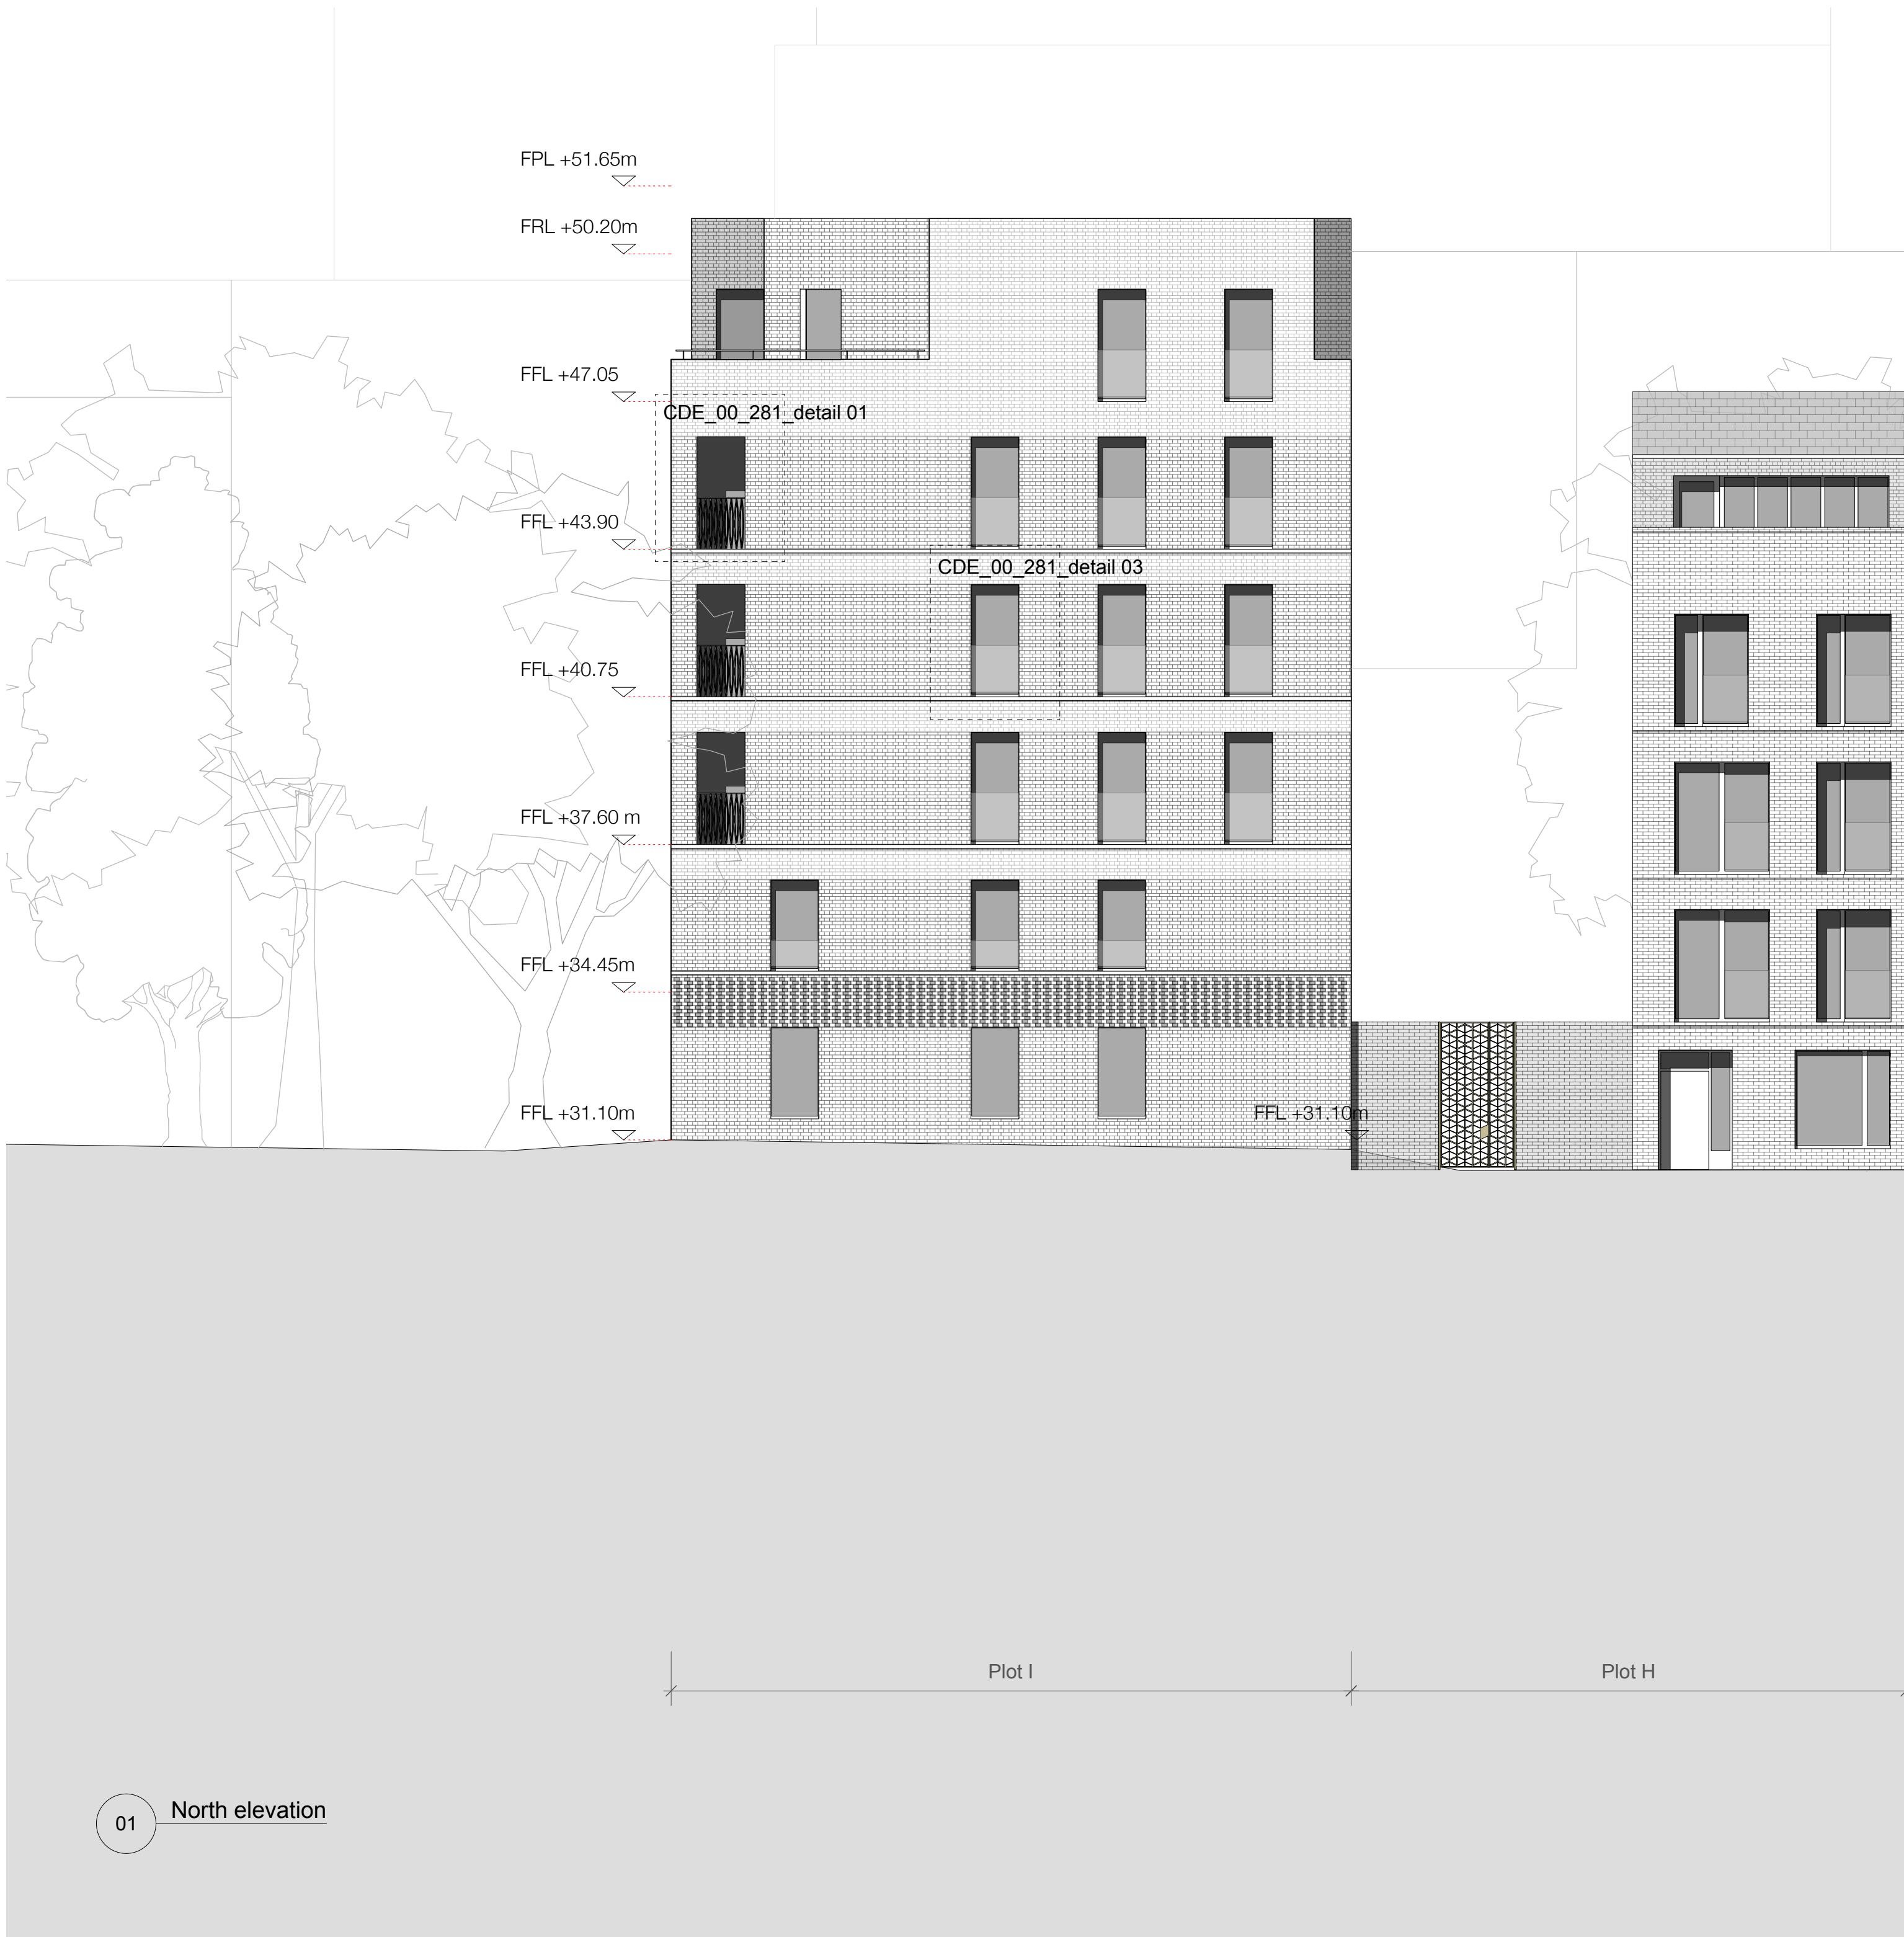 FPL +51.65m
FRL +50.20m
FFL +47.05
CDE_00_281_detail 01
FFL +43.90
CDE_00_281_detail 03
FFL +40.75
FFL +37.60 m
FFL +34.45m
FFL +31.10m
FFL +31.10m
Plot I
Plot H
01
North elevation